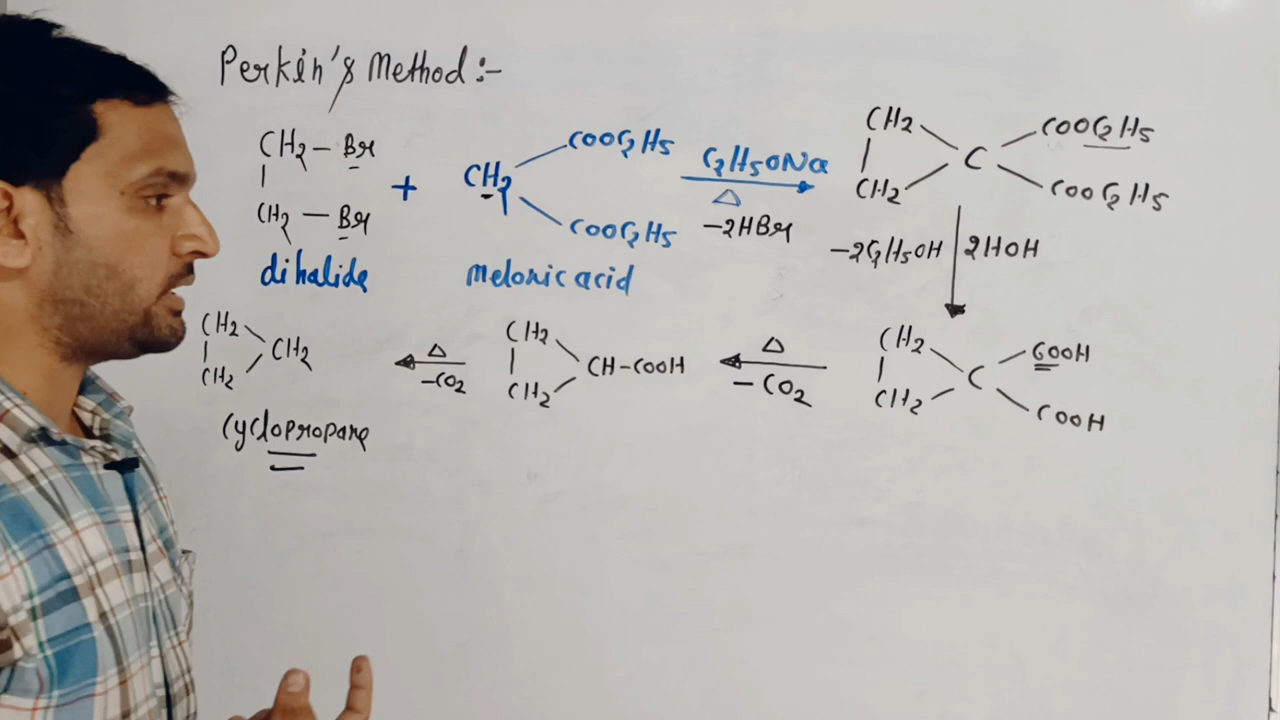 Perkin's Method :-
CH2 - Br
CH2 - Br
dihalide
+
CH2
COOC2H5
COOC2H5
melonic acid
C2H5ONa
△
-2HBr
CH2
CH2
C
COOC2H5
COOC2H5
-2C2H5OH
2HOH
CH2
CH2
C
COOH
COOH
△
-CO2
CH2
CH2
CH-COOH
△
-CO2
CH2
CH2
CH2
Cyclopropane